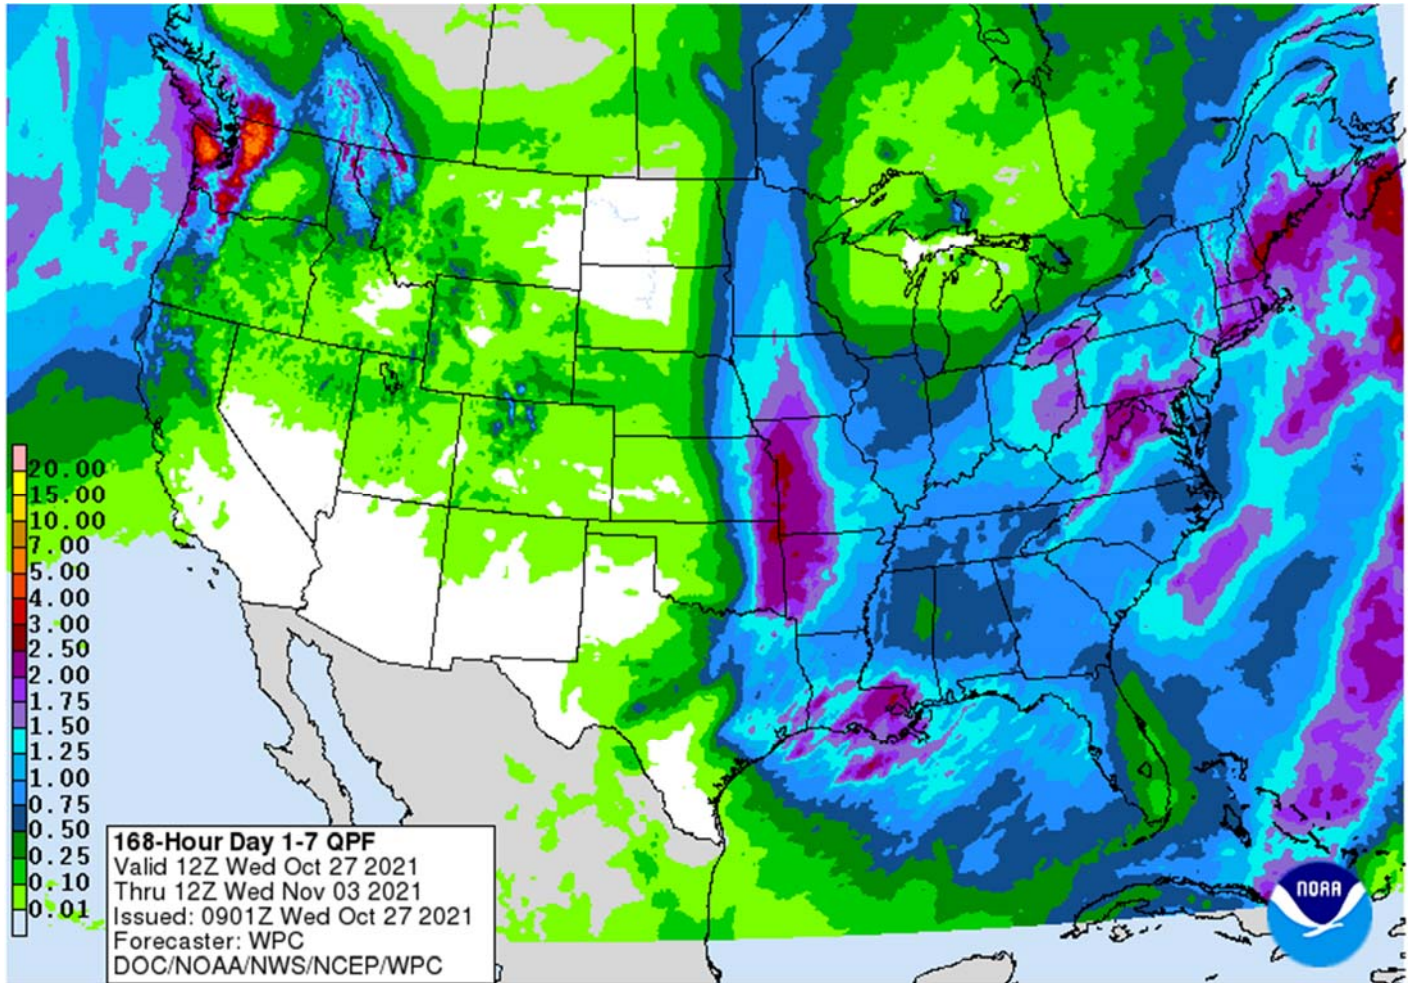 20.00
15.00
10.00
7.00
5.00
4.00
3.00
2.50
2.00
1.75
1.50
1.25
1.00
0.75
0.50
0.25
0.10
0.01
168-Hour Day 1-7 QPF
Valid 12Z Wed Oct 27 2021
Thru 12Z Wed Nov 03 2021
Issued: 0901Z Wed Oct 27 2021
Forecaster: WPC
DOC/NOAA/NWS/NCEP/WPC
NOAA